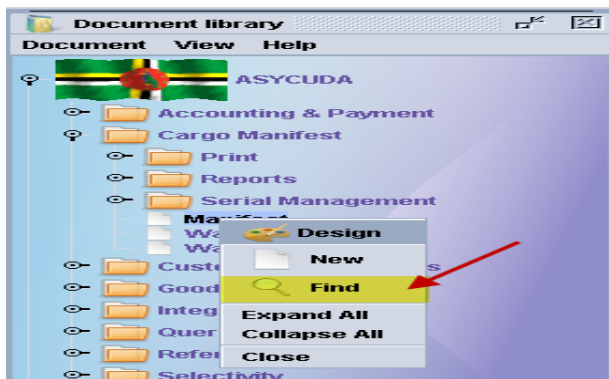 Document library
Document View Help
ASYCUDA
Accounting & Payment
Cargo Manifest
Print
Reports
Serial Management
Manifest
Design
New
Find
Expand All
Collapse All
Close
Selectivity